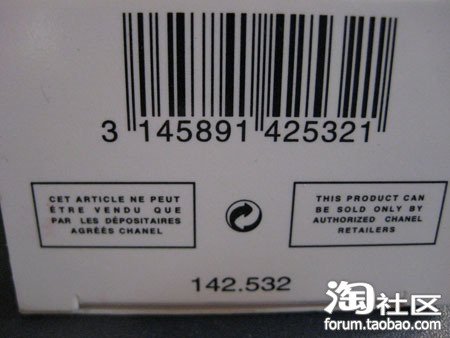 3 145891 425321
CET ARTICLE NE PEUT
ÊTRE VENDU QUE
PAR LES DÉPOSITAIRES
AGRÉÉS CHANEL
THIS PRODUCT CAN
BE SOLD ONLY BY
AUTHORIZED CHANEL
RETAILERS
142.532
淘社区
forum.taobao.com